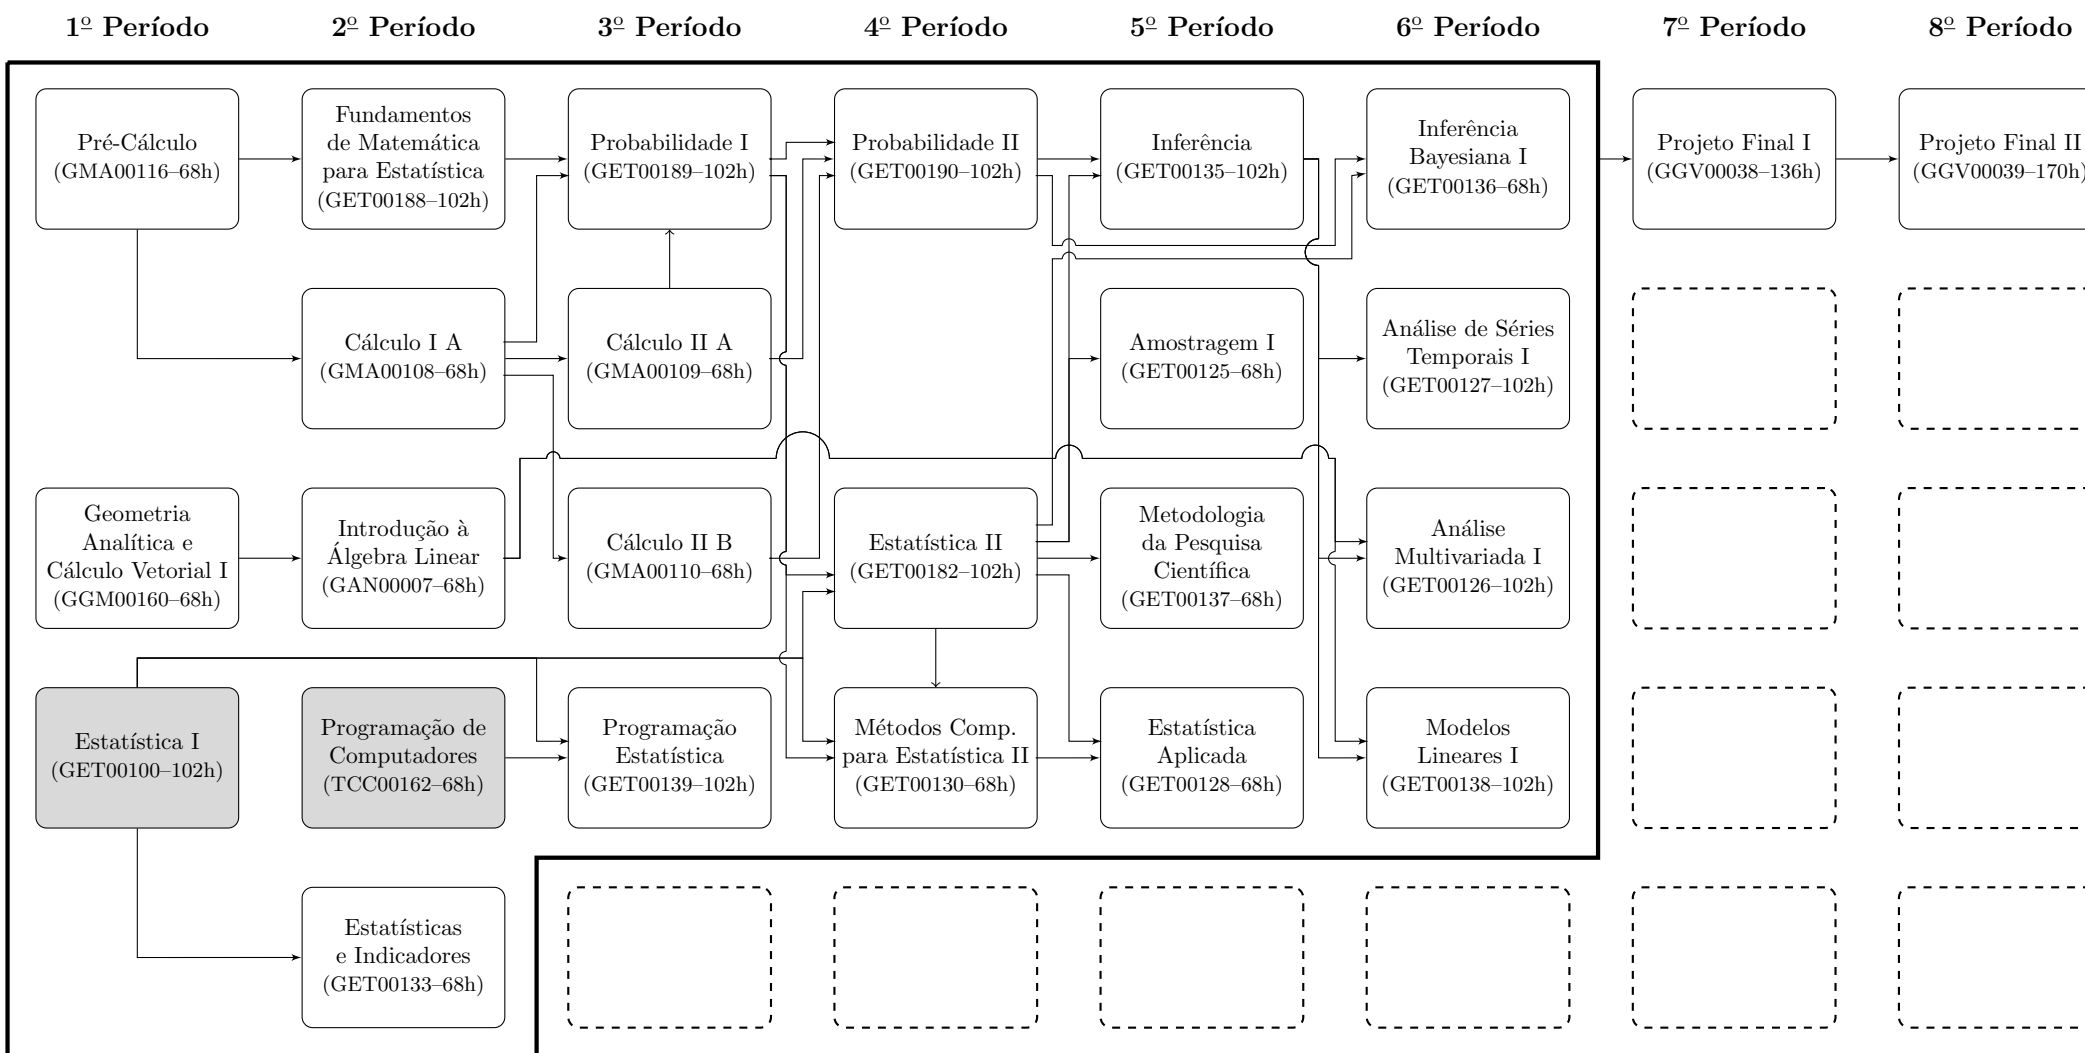 1º Período
2º Período
3º Período
4º Período
5º Período
6º Período
7º Período
8º Período
Pré-Cálculo
(GMA00116–68h)
Fundamentos
de Matemática
para Estatística
(GET00188–102h)
Probabilidade I
(GET00189–102h)
Probabilidade II
(GET00190–102h)
Inferência
(GET00135–102h)
Inferência
Bayesiana I
(GET00136–68h)
Projeto Final I
(GGV00038–136h)
Projeto Final II
(GGV00039–170h)
Cálculo I A
(GMA00108–68h)
Cálculo II A
(GMA00109–68h)
Amostragem I
(GET00125–68h)
Análise de Séries
Temporais I
(GET00127–102h)
Geometria
Analítica e
Cálculo Vetorial I
(GGM00160–68h)
Introdução à
Álgebra Linear
(GAN00007–68h)
Cálculo II B
(GMA00110–68h)
Estatística II
(GET00182–102h)
Metodologia
da Pesquisa
Científica
(GET00137–68h)
Análise
Multivariada I
(GET00126–102h)
Estatística I
(GET00100–102h)
Programação de
Computadores
(TCC00162–68h)
Programação
Estatística
(GET00139–102h)
Métodos Comp.
para Estatística II
(GET00130–68h)
Estatística
Aplicada
(GET00128–68h)
Modelos
Lineares I
(GET00138–102h)
Estatísticas
e Indicadores
(GET00133–68h)